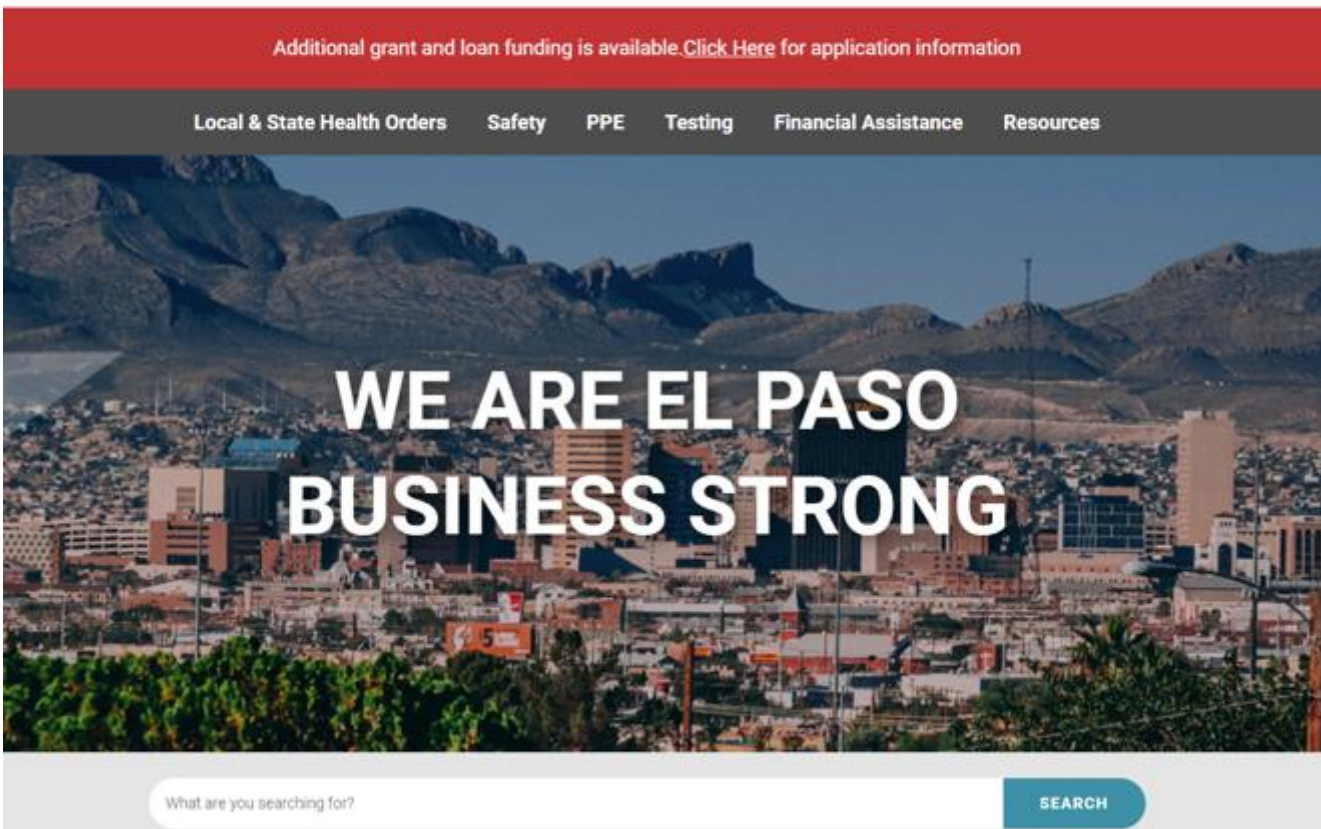 Additional grant and loan funding is available.Click Here for application information
Local & State Health Orders Safety PPE Testing Financial Assistance Resources
WE ARE EL PASO
BUSINESS STRONG
5
What are you searching for?
SEARCH